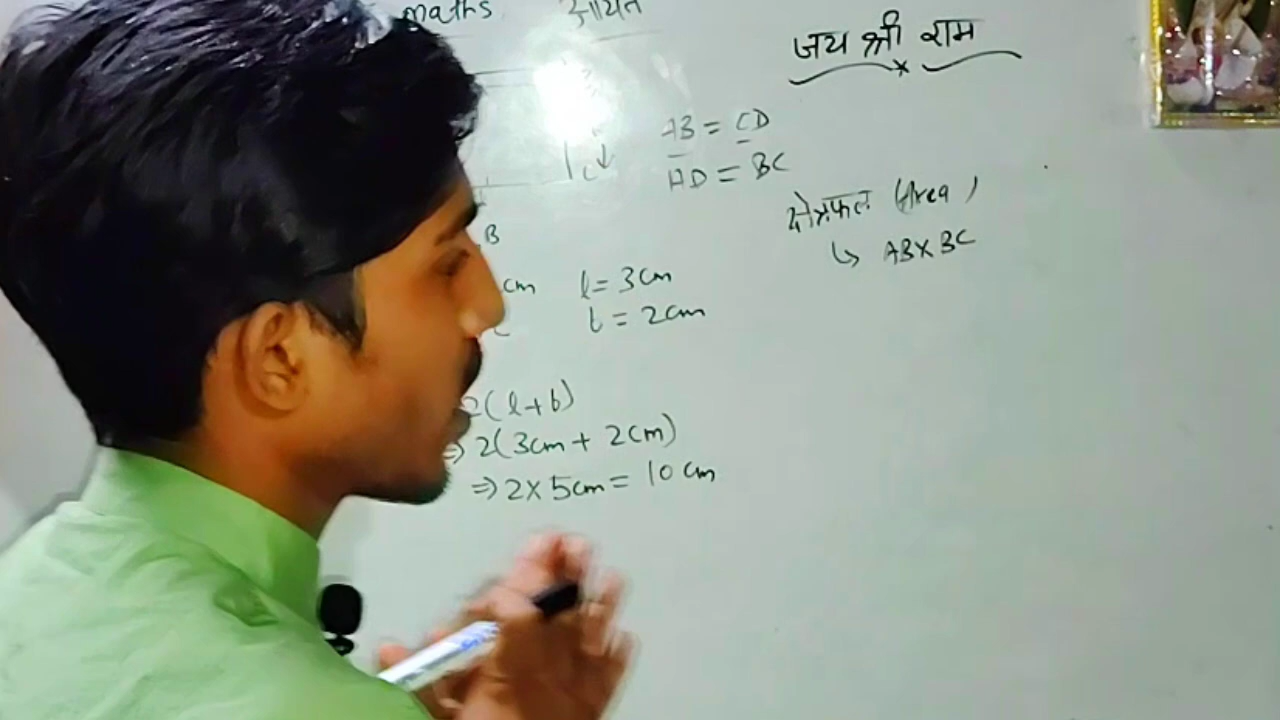 maths आयत
जय श्री राम
AB = CD
AD = BC
क्षेत्रफल (Area)
↳ AB×BC
B
cm l = 3cm
b = 2cm
2(l+b)
⇒ 2(3cm + 2cm)
⇒ 2×5cm = 10 cm